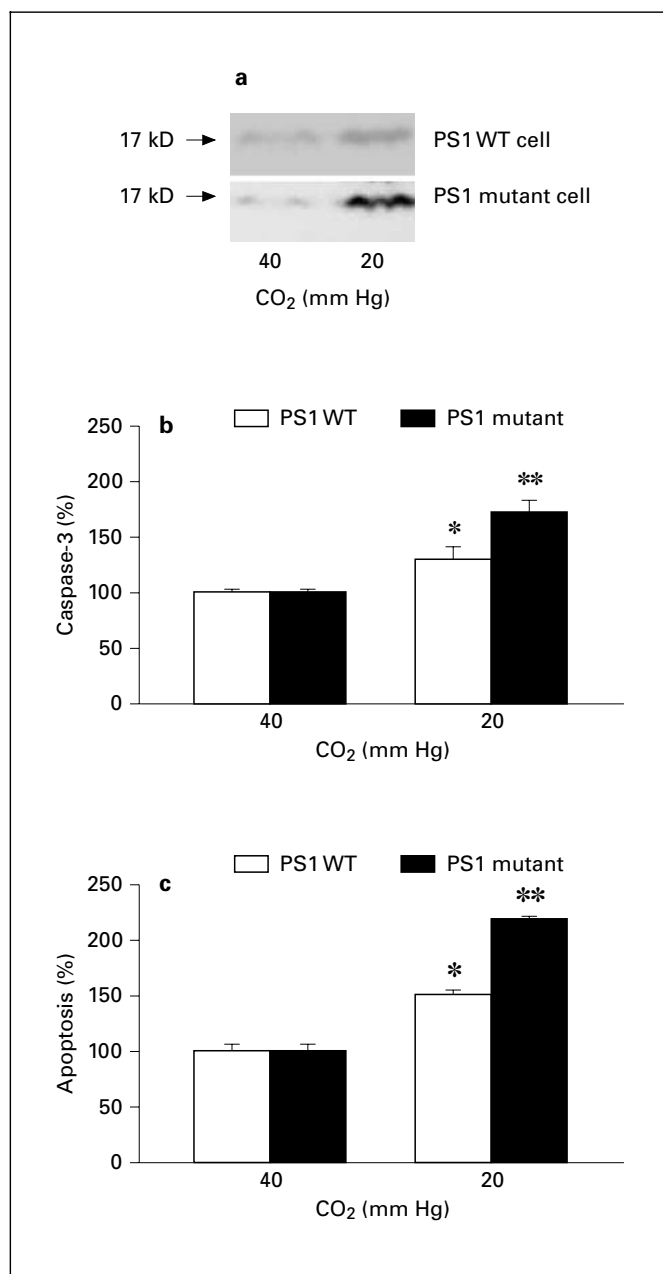 a
17 kD → PS1 WT cell
17 kD → PS1 mutant cell
40 20
CO₂ (mm Hg)
b PS1 WT PS1 mutant
250
200
150
100
50
0
Caspase-3 (%)
* **
40 20
CO₂ (mm Hg)
c PS1 WT PS1 mutant
250
200
150
100
50
0
Apoptosis (%)
* **
40 20
CO₂ (mm Hg)